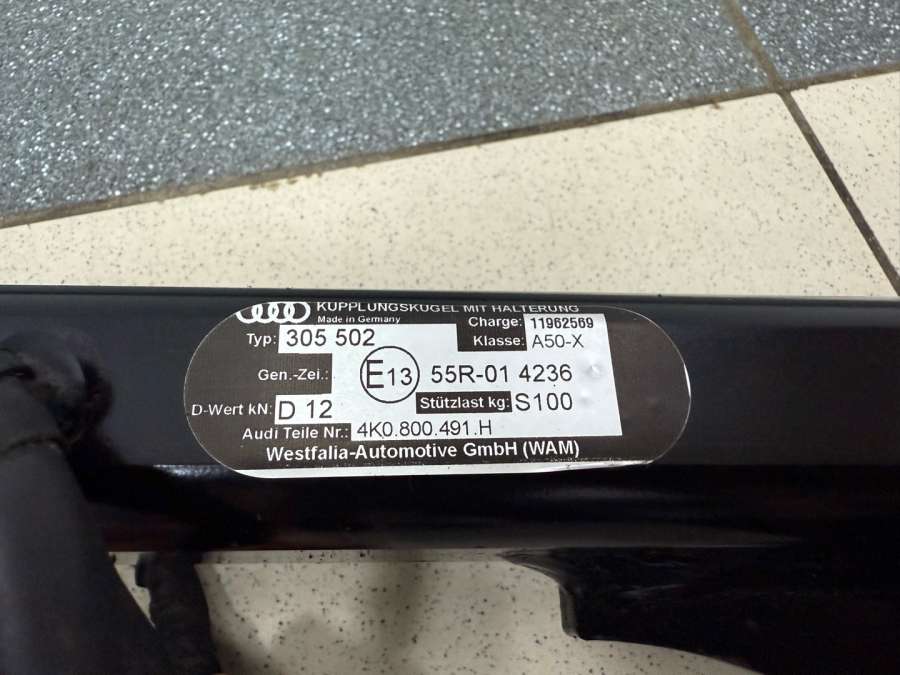 KUPPLUNGSKUGEL MIT HALTERUNG
Made in Germany
Charge: 11962569
Typ: 305 502
Klasse: A50-X
Gen.-Zei.: E13 55R-01 4236
D-Wert kN: D 12 Stützlast kg: S100
Audi Teile Nr.: 4K0.800.491.H
Westfalia-Automotive GmbH (WAM)